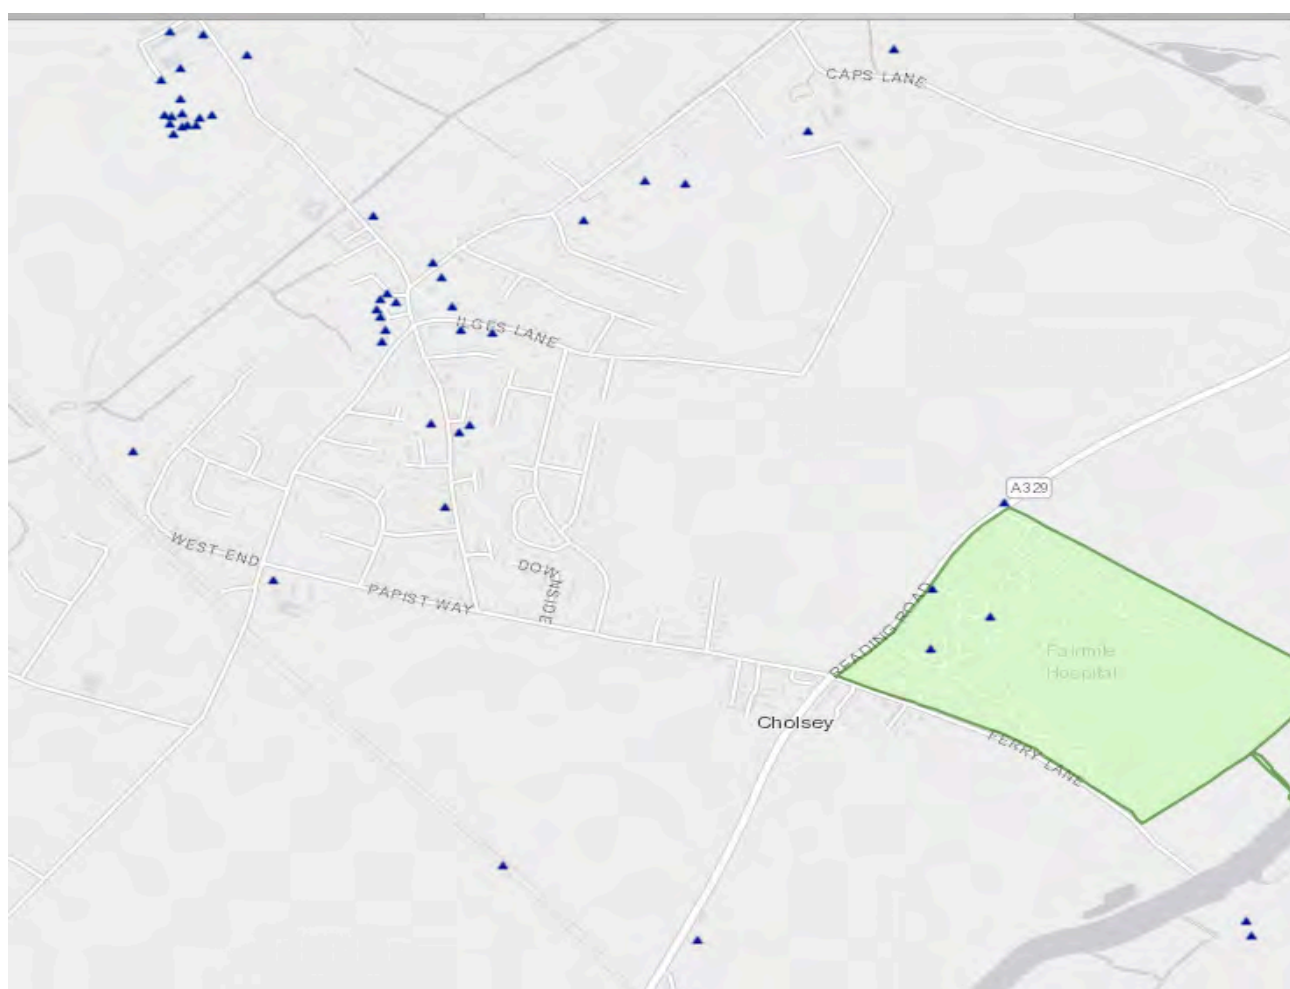 CAPS LANE
ILGES LANE
A329
WEST END
PAPIST WAY
DOWNSIDE
READING ROAD
Fairmile
Hospital
Cholsey
FERRY LANE